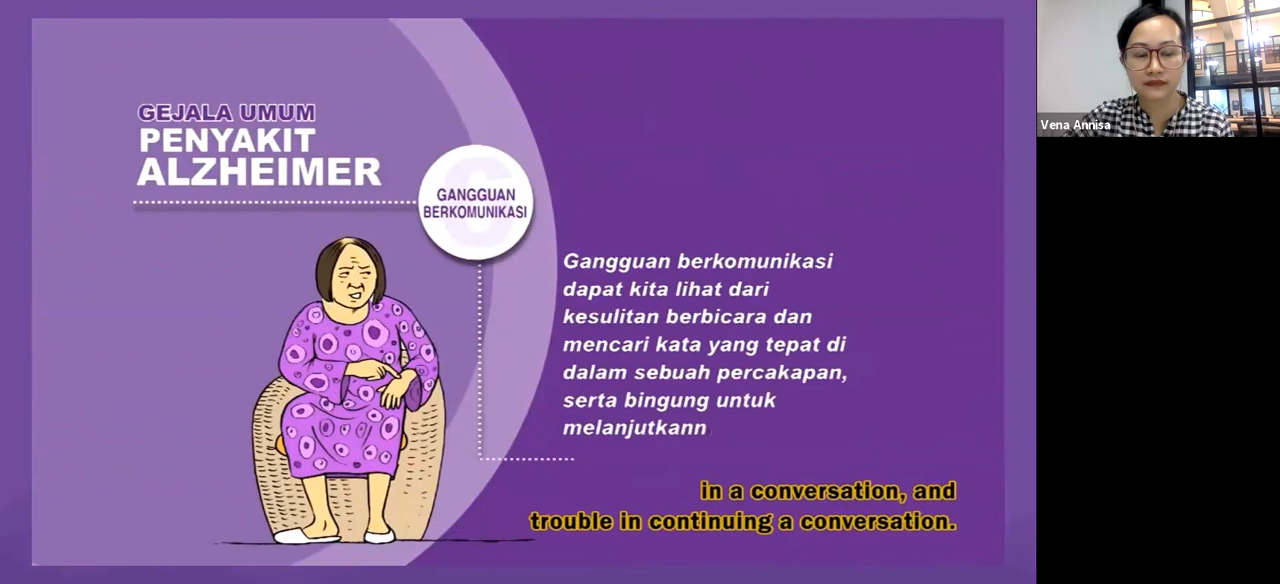 GEJALA UMUM
PENYAKIT
ALZHEIMER
6
GANGGUAN
BERKOMUNIKASI
Gangguan berkomunikasi
dapat kita lihat dari
kesulitan berbicara dan
mencari kata yang tepat di
dalam sebuah percakapan,
serta bingung untuk
melanjutkann
in a conversation, and
trouble in continuing a conversation.
Vena Annisa